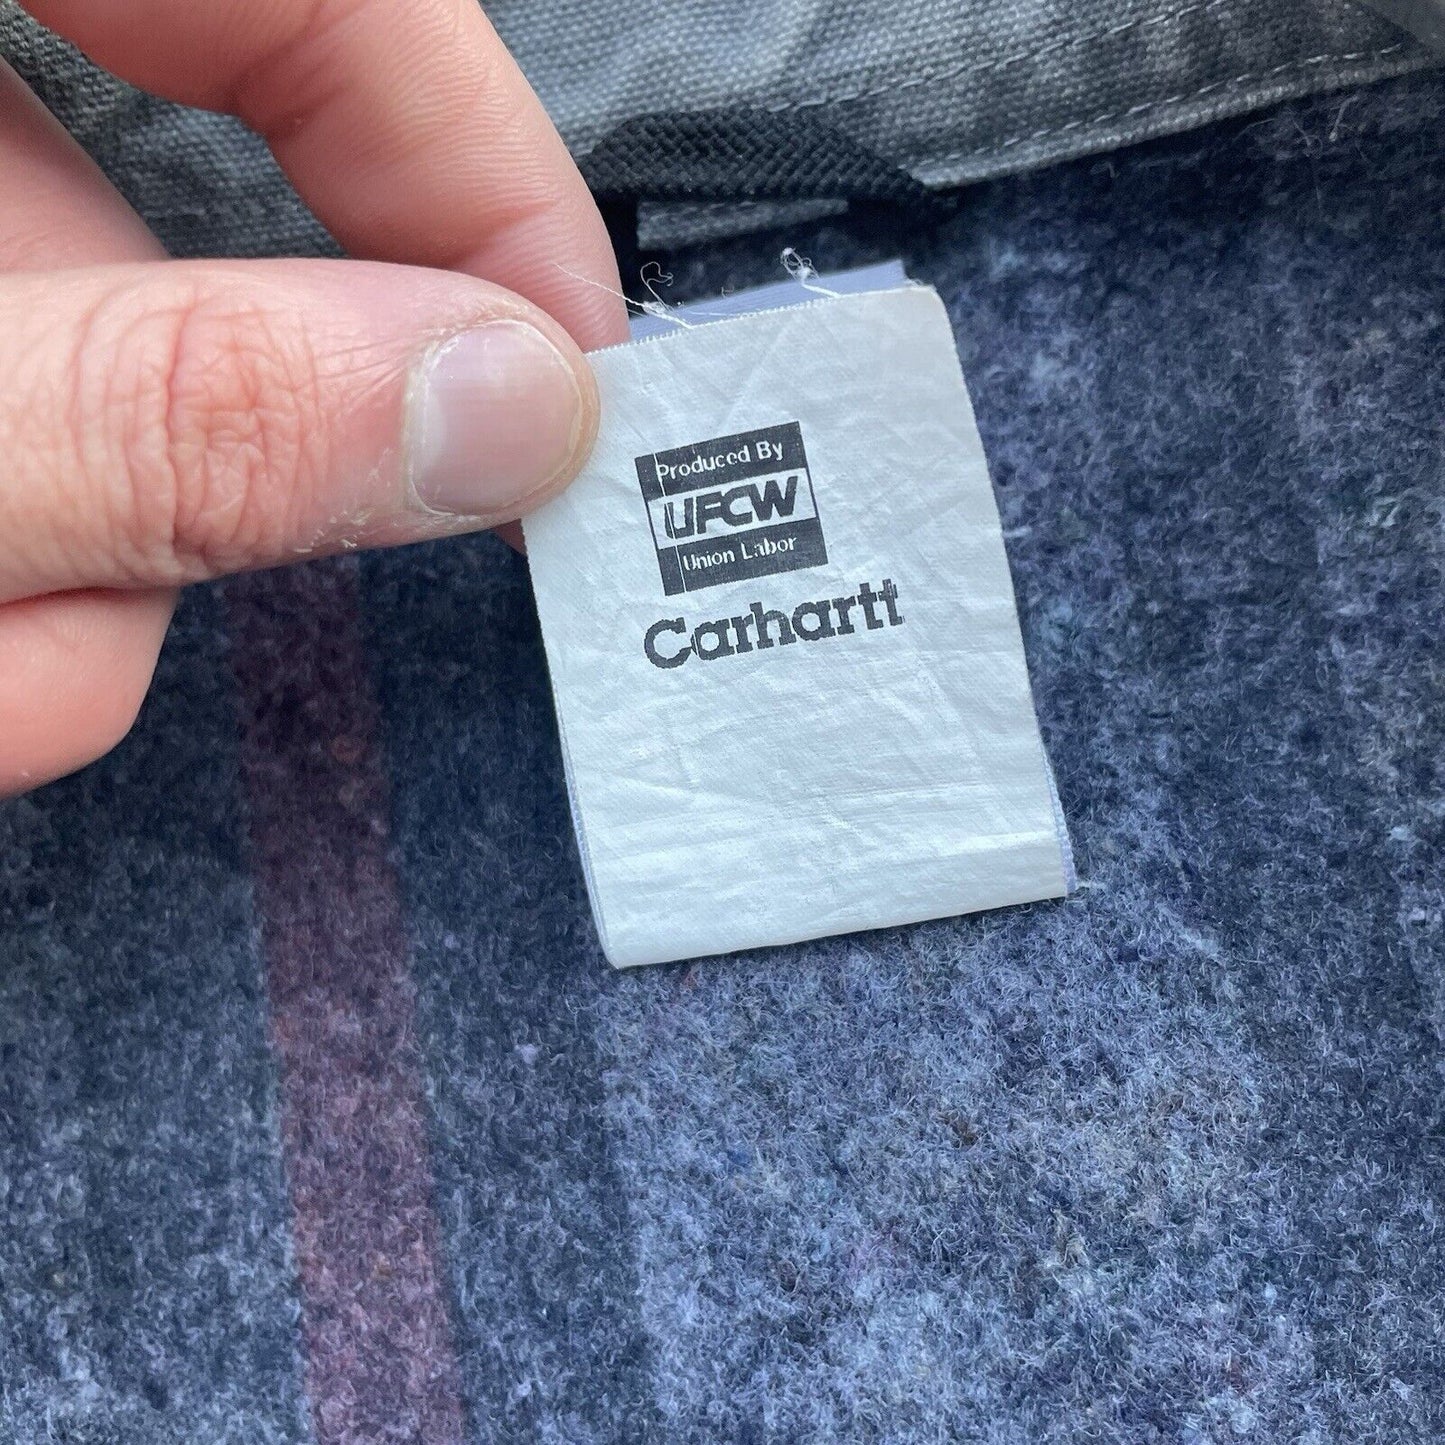 Produced By
UFCW
Union Labor
Carhartt